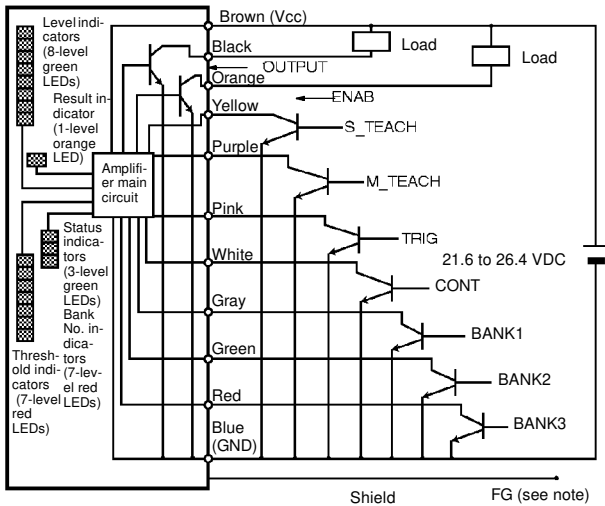 Level indi-
cators
(8-level
green
LEDs)
Result in-
dicator
(1-level
orange
LED)
Amplifi-
er main
circuit
Status
indica-
tors
(3-level
green
LEDs)
Bank
No. in-
dica-
tors
(7-lev-
el red
LEDs)
Thresh-
old indi-
cators
(7-level
red
LEDs)
Brown (Vcc)
Black
OUTPUT
Orange
ENAB
Yellow
S_TEACH
Purple
M_TEACH
Pink
TRIG
White
CONT
Gray
BANK1
Green
BANK2
Red
BANK3
Blue
(GND)
Load
Load
21.6 to 26.4 VDC
Shield
FG (see note)